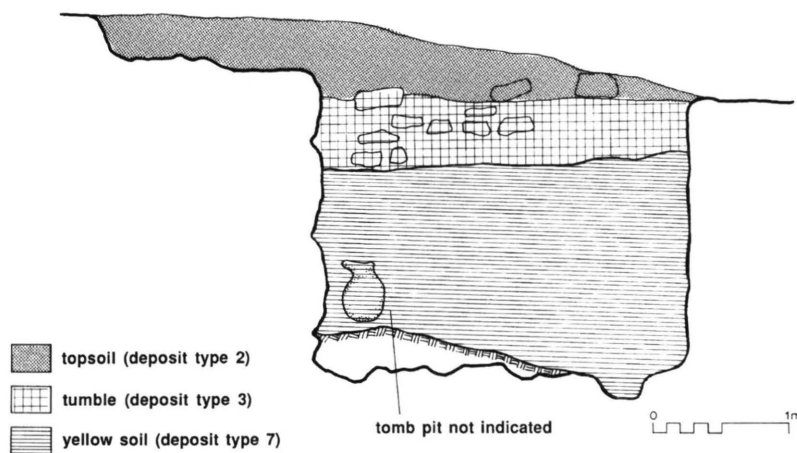 topsoil (deposit type 2)
tumble (deposit type 3)
yellow soil (deposit type 7)
tomb pit not indicated
0 1m